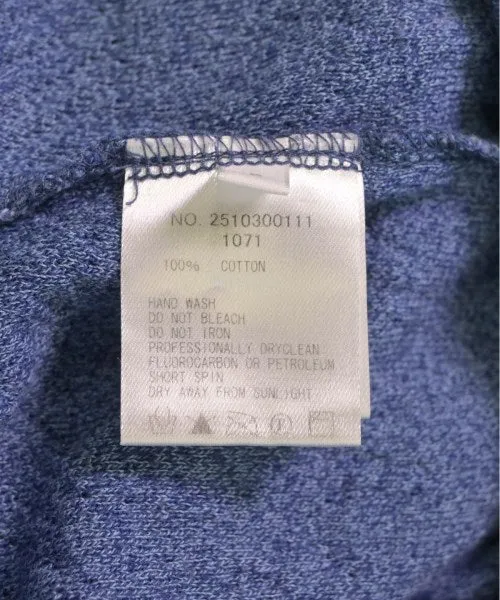 NO. 2510300111
1071
100% COTTON
HAND WASH
DO NOT BLEACH
DO NOT IRON
PROFESSIONALLY DRYCLEAN
FLUOROCARBON OR PETROLEUM
SHORT SPIN
DRY AWAY FROM SUNLIGHT